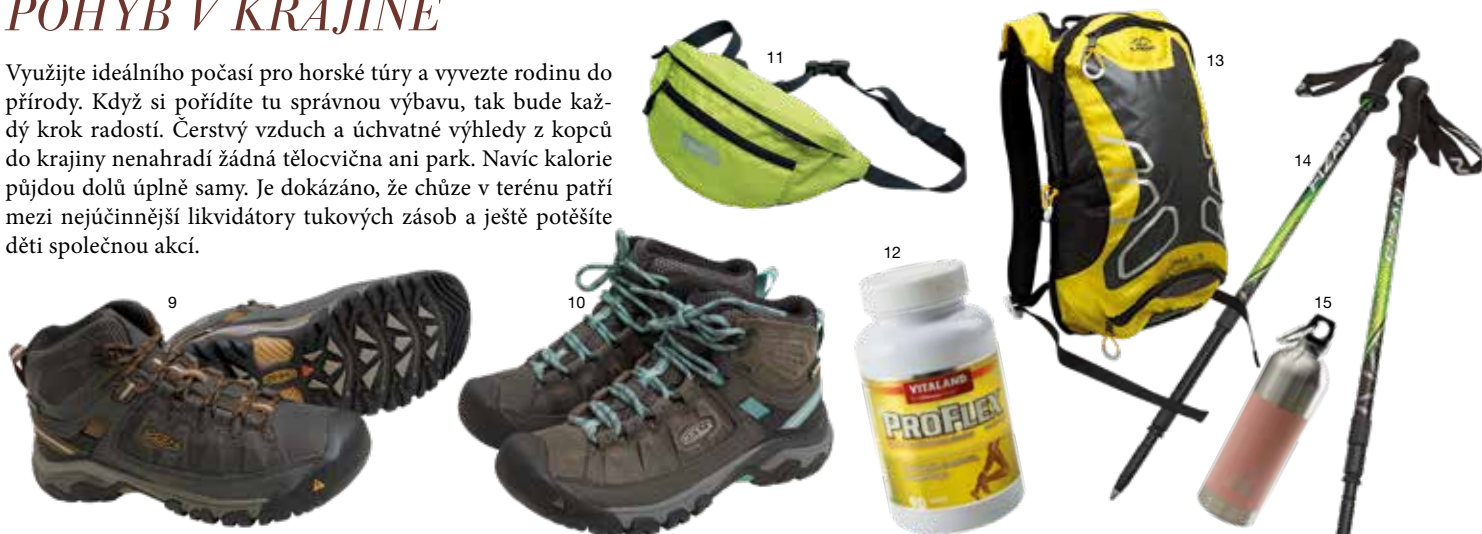 POHYB V KRAJINĚ
Využijte ideálního počasí pro horské túry a vyvezte rodinu do
přírody. Když si pořídíte tu správnou výbavu, tak bude kaž-
dý krok radostí. Čerstvý vzduch a úchvatné výhledy z kopců
do krajiny nenahradí žádná tělocvična ani park. Navíc kalorie
půjdou dolů úplně samy. Je dokázáno, že chůze v terénu patří
mezi nejúčinnější likvidátory tukových zásob a ještě potěšíte
děti společnou akcí.
11
13
14
12
9
10
15
FIZAN
FIZAN
KEEN
KEEN
VITALAND
PROFLEX
90